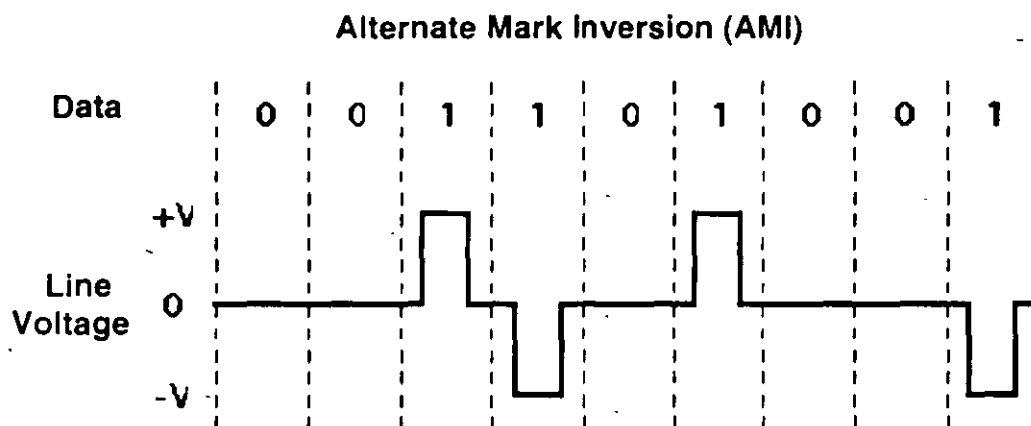 Alternate Mark Inversion (AMI)
Data 0 0 1 1 0 1 0 0 1
+V
Line
Voltage 0
-V